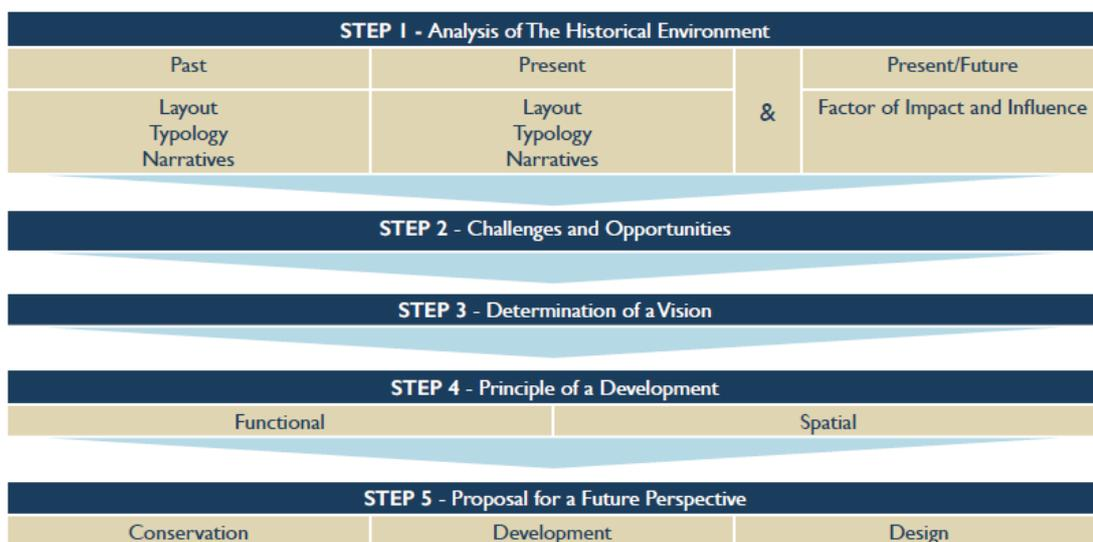 STEP 1 - Analysis of The Historical Environment
Past
Present
&
Present/Future
Layout
Typology
Narratives
Layout
Typology
Narratives
Factor of Impact and Influence
STEP 2 - Challenges and Opportunities
STEP 3 - Determination of a Vision
STEP 4 - Principle of a Development
Functional
Spatial
STEP 5 - Proposal for a Future Perspective
Conservation
Development
Design